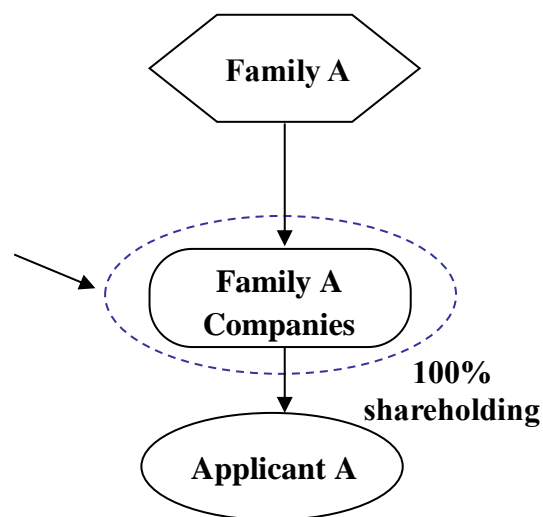 Family A
Family A
Companies
100%
shareholding
Applicant A